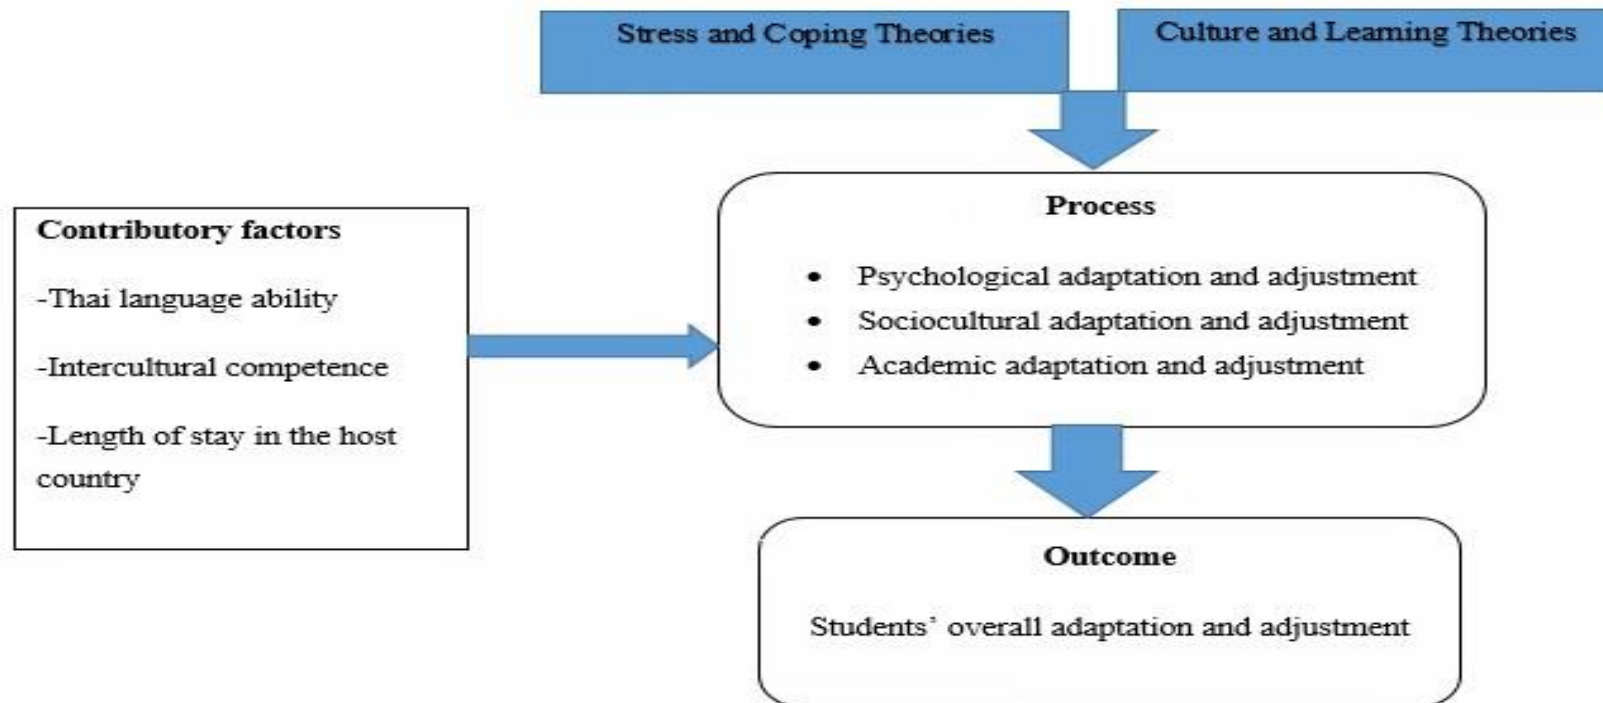 Stress and Coping Theories
Culture and Learning Theories
Contributory factors
-Thai language ability
-Intercultural competence
-Length of stay in the host
country
Process
• Psychological adaptation and adjustment
• Sociocultural adaptation and adjustment
• Academic adaptation and adjustment
Outcome
Students' overall adaptation and adjustment